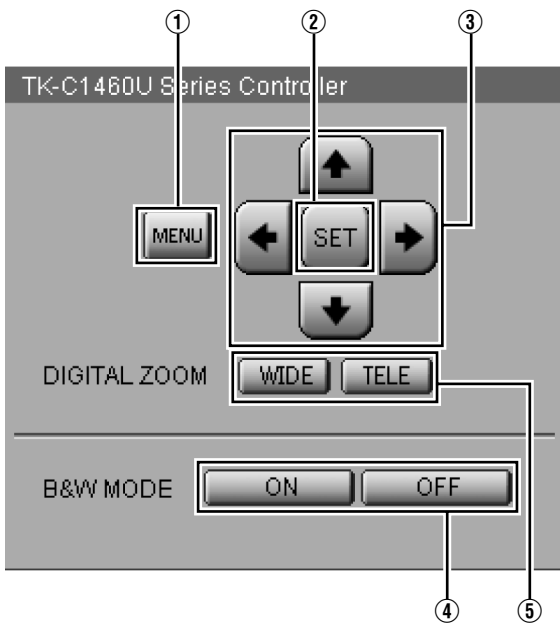 ① ② ③
TK-C1460U Series Controller
MENU
SET
DIGITAL ZOOM WIDE TELE
B&W MODE ON OFF
④ ⑤